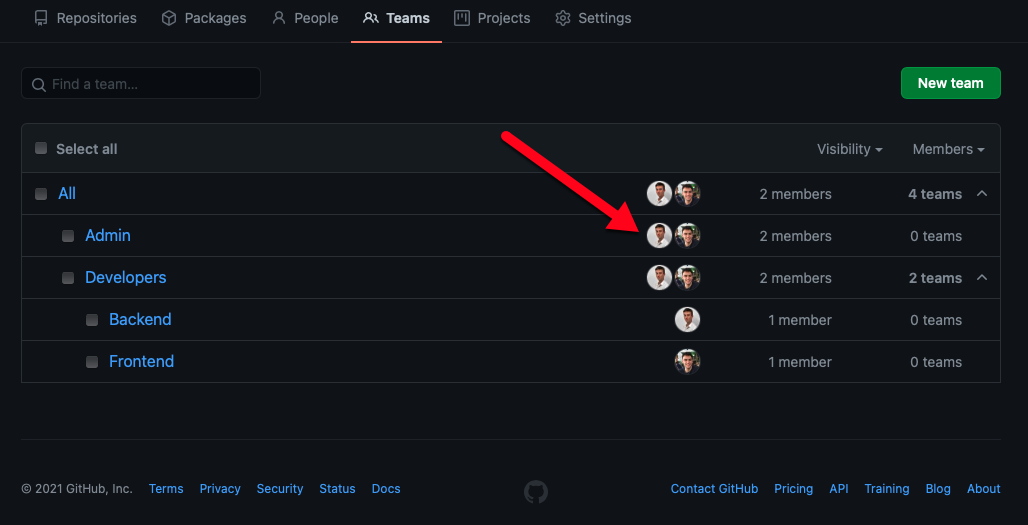 Repositories Packages People Teams Projects Settings
Find a team...
New team
Select all Visibility Members
All 2 members 4 teams
Admin 2 members 0 teams
Developers 2 members 2 teams
Backend 1 member 0 teams
Frontend 1 member 0 teams
© 2021 GitHub, Inc. Terms Privacy Security Status Docs Contact GitHub Pricing API Training Blog About